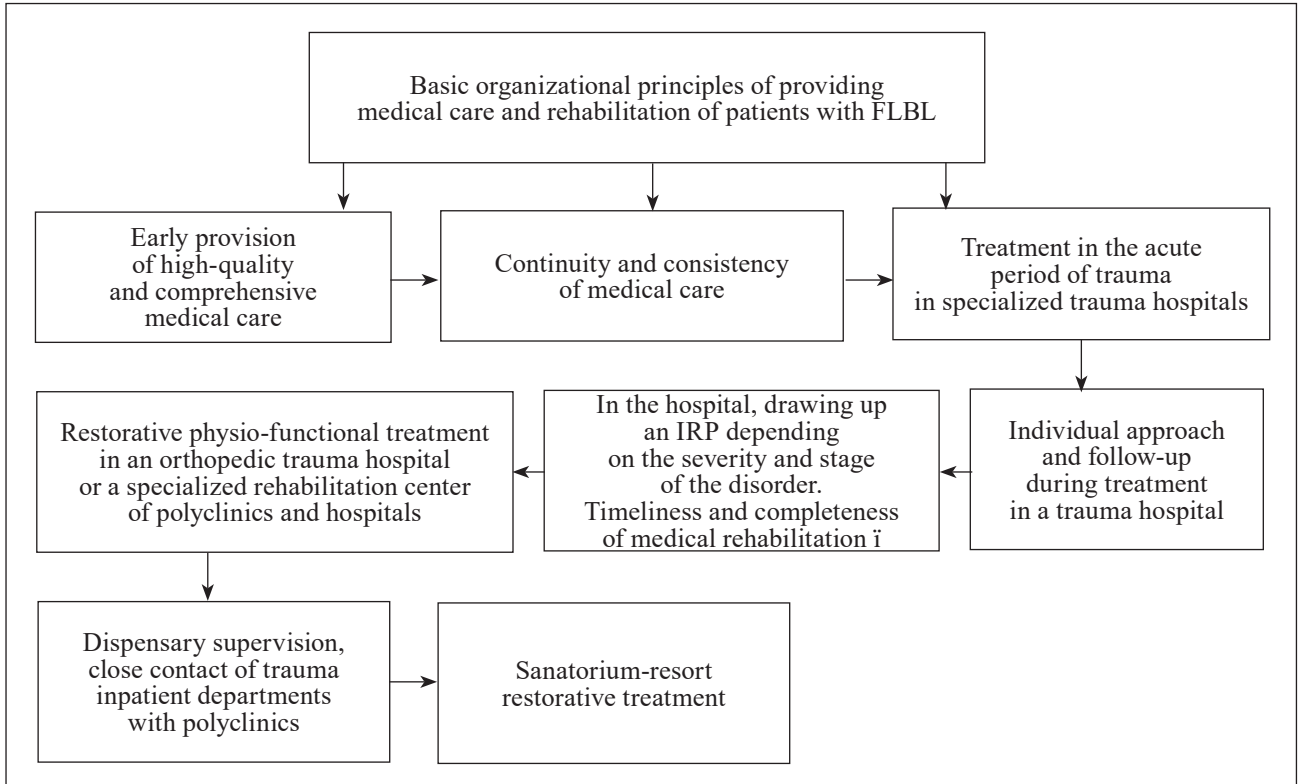 Basic organizational principles of providing
medical care and rehabilitation of patients with FLBL
Early provision
of high-quality
and comprehensive
medical care
Continuity and consistency
of medical care
Treatment in the acute
period of trauma
in specialized trauma hospitals
Individual approach
and follow-up
during treatment
in a trauma hospital
In the hospital, drawing up
an IRP depending
on the severity and stage
of the disorder.
Timeliness and completeness
of medical rehabilitation ï
Restorative physio-functional treatment
in an orthopedic trauma hospital
or a specialized rehabilitation center
of polyclinics and hospitals
Dispensary supervision,
close contact of trauma
inpatient departments
with polyclinics
Sanatorium-resort
restorative treatment